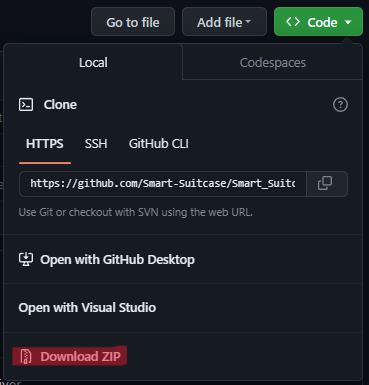 Go to file Add file Code
Local Codespaces
Clone
HTTPS SSH GitHub CLI
https://github.com/Smart-Suitcase/Smart_Suitc
Use Git or checkout with SVN using the web URL.
Open with GitHub Desktop
Open with Visual Studio
Download ZIP